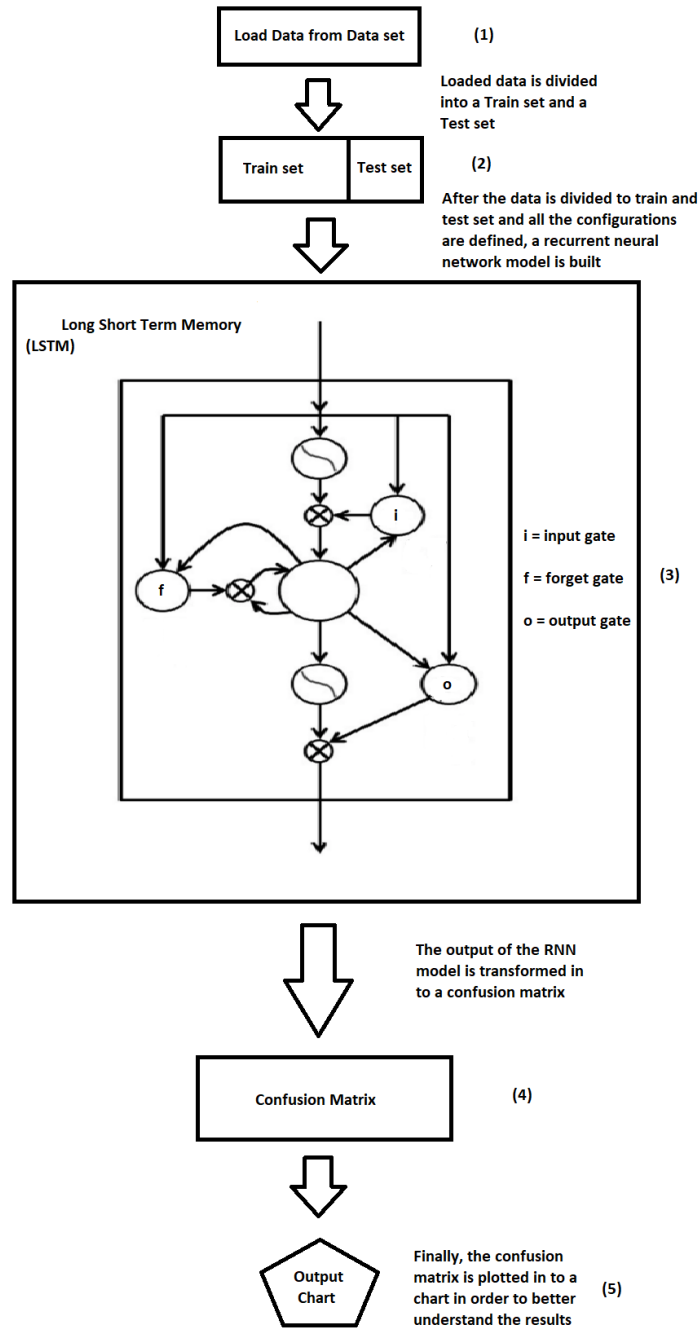 Load Data from Data set
(1)
Loaded data is divided
into a Train set and a
Test set
Train set
Test set
(2)
After the data is divided to train and
test set and all the configurations
are defined, a recurrent neural
network model is built
Long Short Term Memory
(LSTM)
i
f
o
i = input gate
f = forget gate
o = output gate
(3)
The output of the RNN
model is transformed in
to a confusion matrix
Confusion Matrix
(4)
Output
Chart
Finally, the confusion
matrix is plotted in to a
chart in order to better
understand the results
(5)